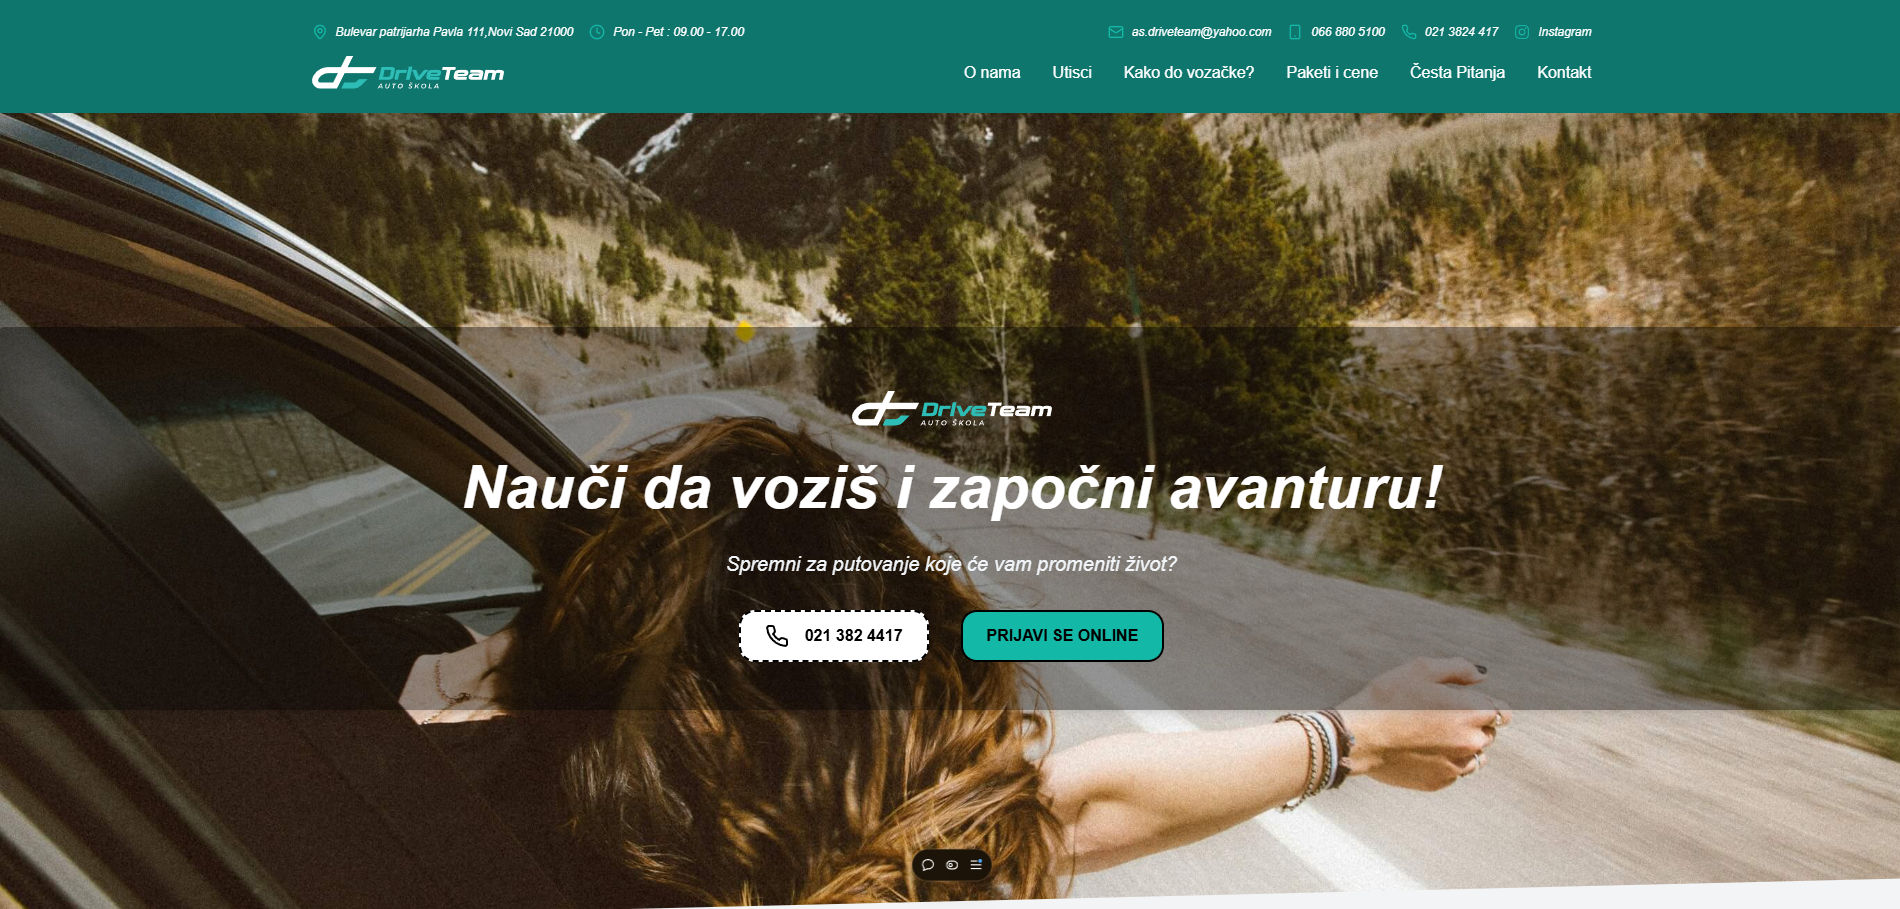 Bulevar patrijarha Pavla 111,Novi Sad 21000
Pon - Pet : 09.00 - 17.00
as.driveteam@yahoo.com
066 880 5100
021 3824 417
Instagram
DriveTeam
AUTO ŠKOLA
O nama
Utisci
Kako do vozačke?
Paketi i cene
Česta Pitanja
Kontakt
DriveTeam
AUTO ŠKOLA
Nauči da voziš i započni avanturu!
Spremni za putovanje koje će vam promeniti život?
021 382 4417
PRIJAVI SE ONLINE